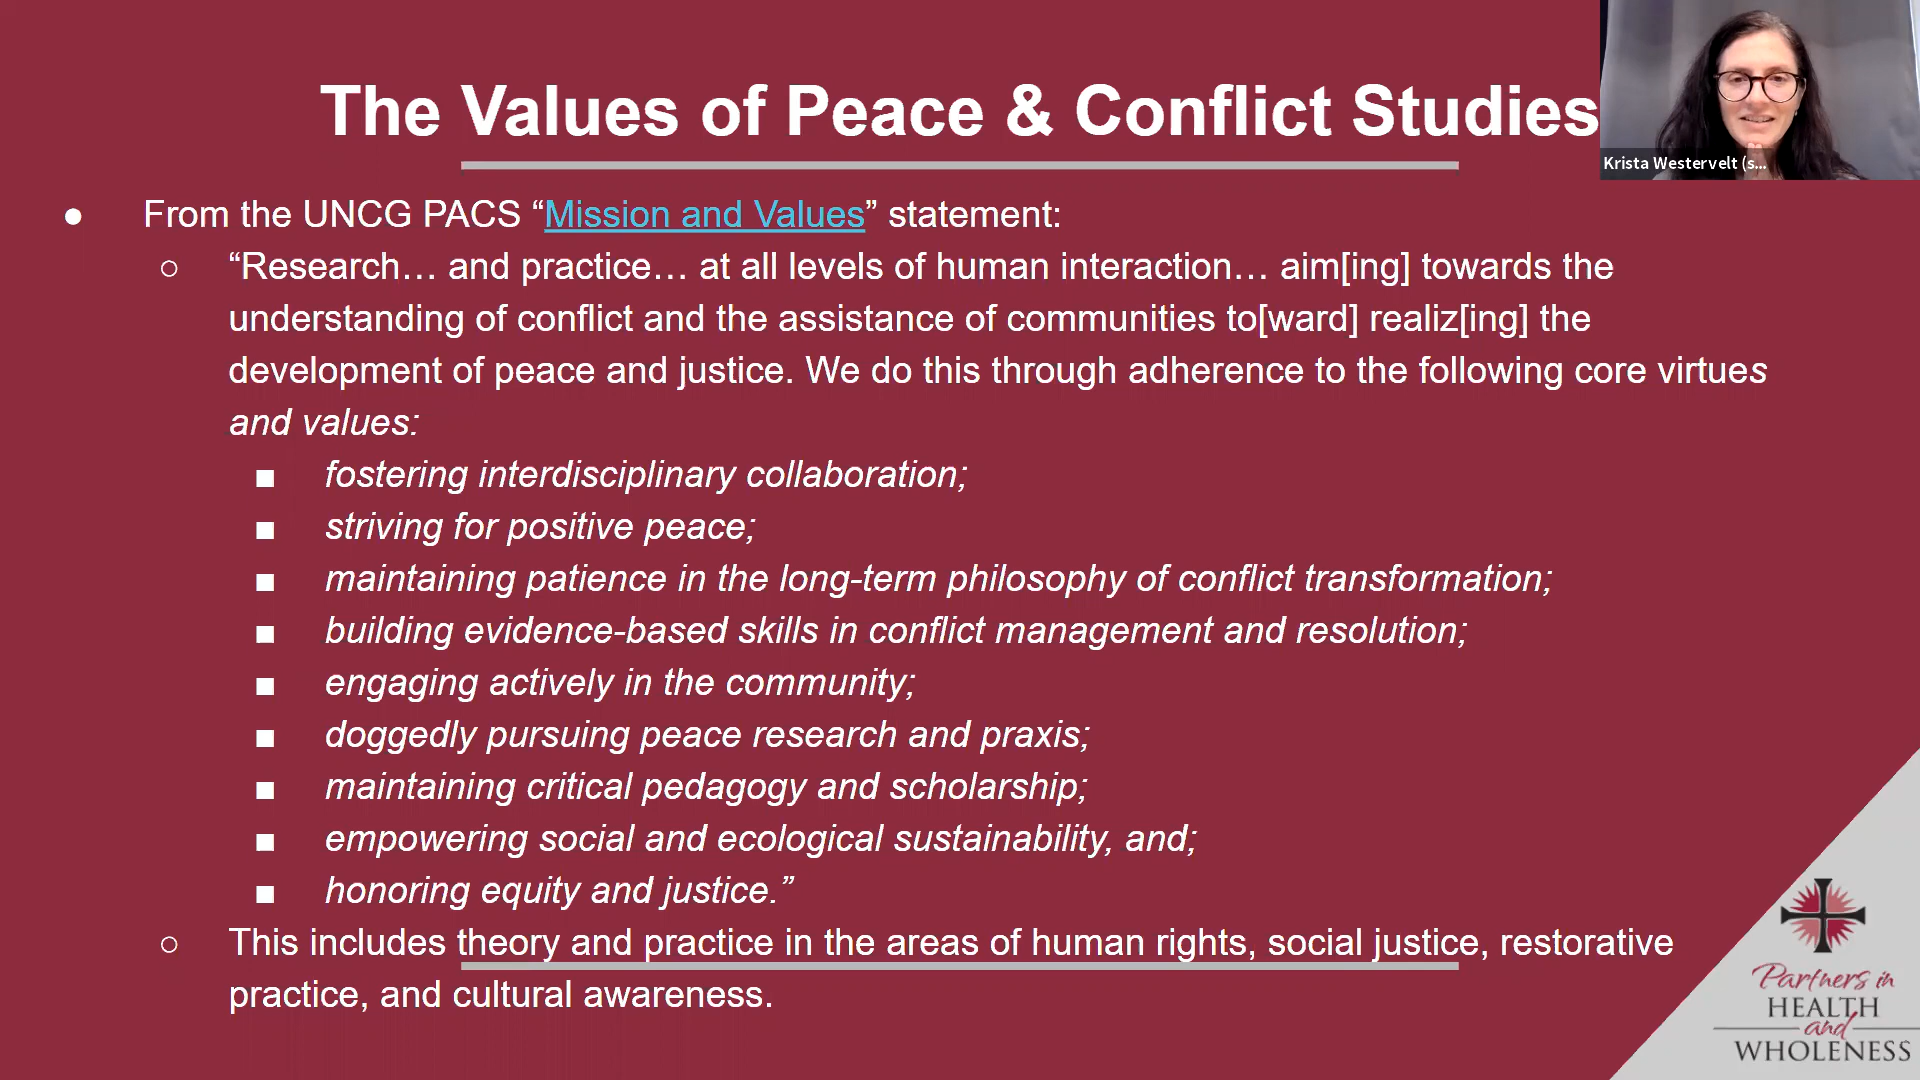 The Values of Peace & Conflict Studies
Krista Westervelt (s...
● From the UNCG PACS “Mission and Values” statement:
○ “Research… and practice… at all levels of human interaction… aim[ing] towards the
understanding of conflict and the assistance of communities to[ward] realiz[ing] the
development of peace and justice. We do this through adherence to the following core virtues
and values:
■ fostering interdisciplinary collaboration;
■ striving for positive peace;
■ maintaining patience in the long-term philosophy of conflict transformation;
■ building evidence-based skills in conflict management and resolution;
■ engaging actively in the community;
■ doggedly pursuing peace research and praxis;
■ maintaining critical pedagogy and scholarship;
■ empowering social and ecological sustainability, and;
■ honoring equity and justice.”
○ This includes theory and practice in the areas of human rights, social justice, restorative
practice, and cultural awareness.
Partners in
HEALTH
and
WHOLENESS